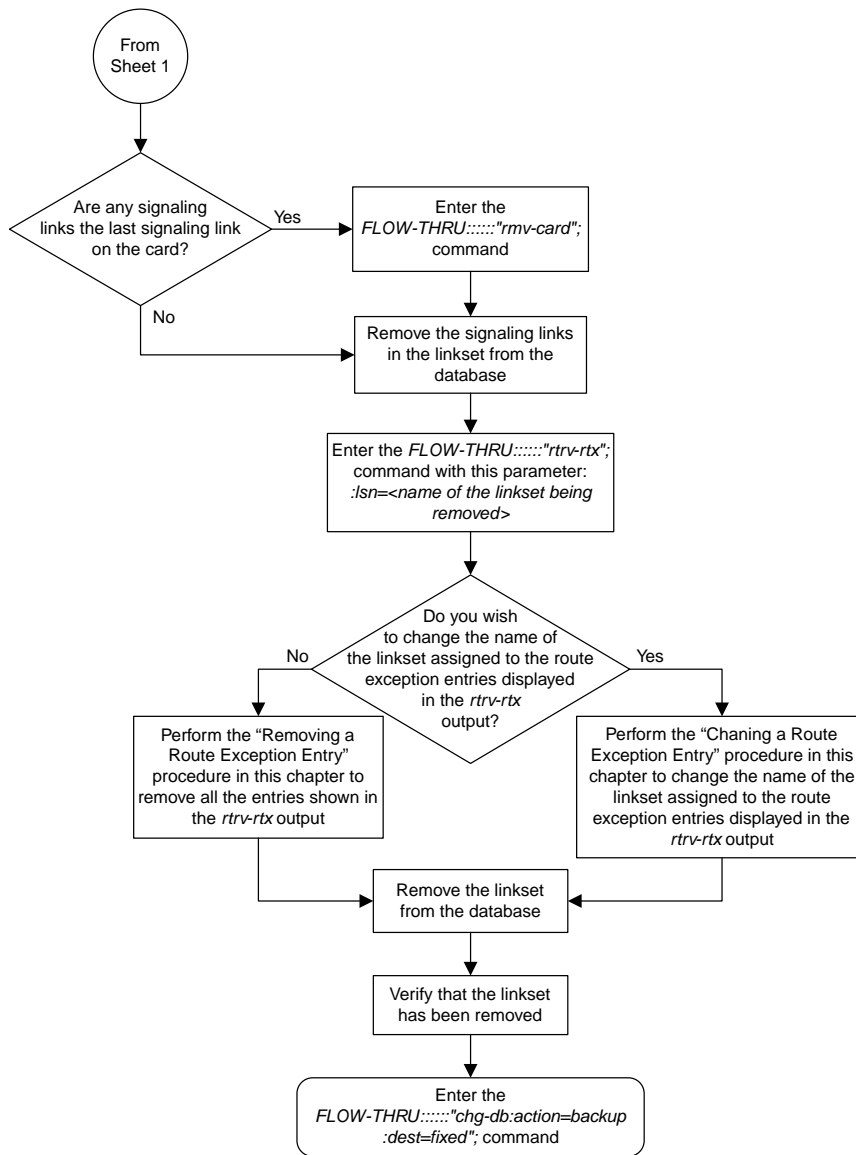 From
Sheet 1
Are any signaling
links the last signaling link
on the card?
Yes
Enter the
FLOW-THRU::::::"rmv-card";
command
No
Remove the signaling links
in the linkset from the
database
Enter the FLOW-THRU::::::"rtrv-rtx";
command with this parameter:
:lsn=<name of the linkset being
removed>
Do you wish
to change the name of
the linkset assigned to the route
exception entries displayed
in the rtrv-rtx
output?
No
Yes
Perform the “Removing a
Route Exception Entry”
procedure in this chapter to
remove all the entries shown in
the rtrv-rtx output
Perform the “Chaning a Route
Exception Entry” procedure in this
chapter to change the name of the
linkset assigned to the route
exception entries displayed in the
rtrv-rtx output
Remove the linkset
from the database
Verify that the linkset
has been removed
Enter the
FLOW-THRU::::::"chg-db:action=backup
:dest=fixed"; command